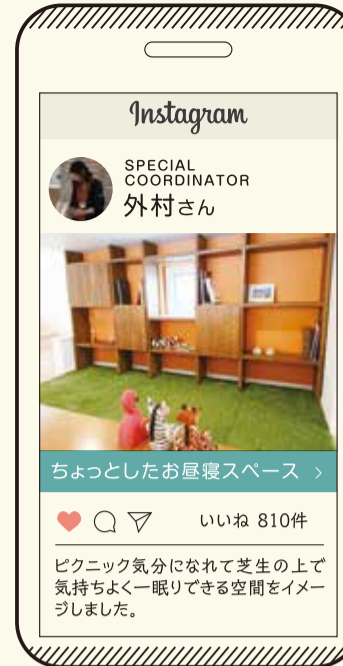 Instagram
SPECIAL
COORDINATOR
外村さん
ちょっとしたお昼寝スペース
いいね 810件
ピクニック気分になれて芝生の上で
気持ちよく一眠りできる空間をイメー
ジしました。